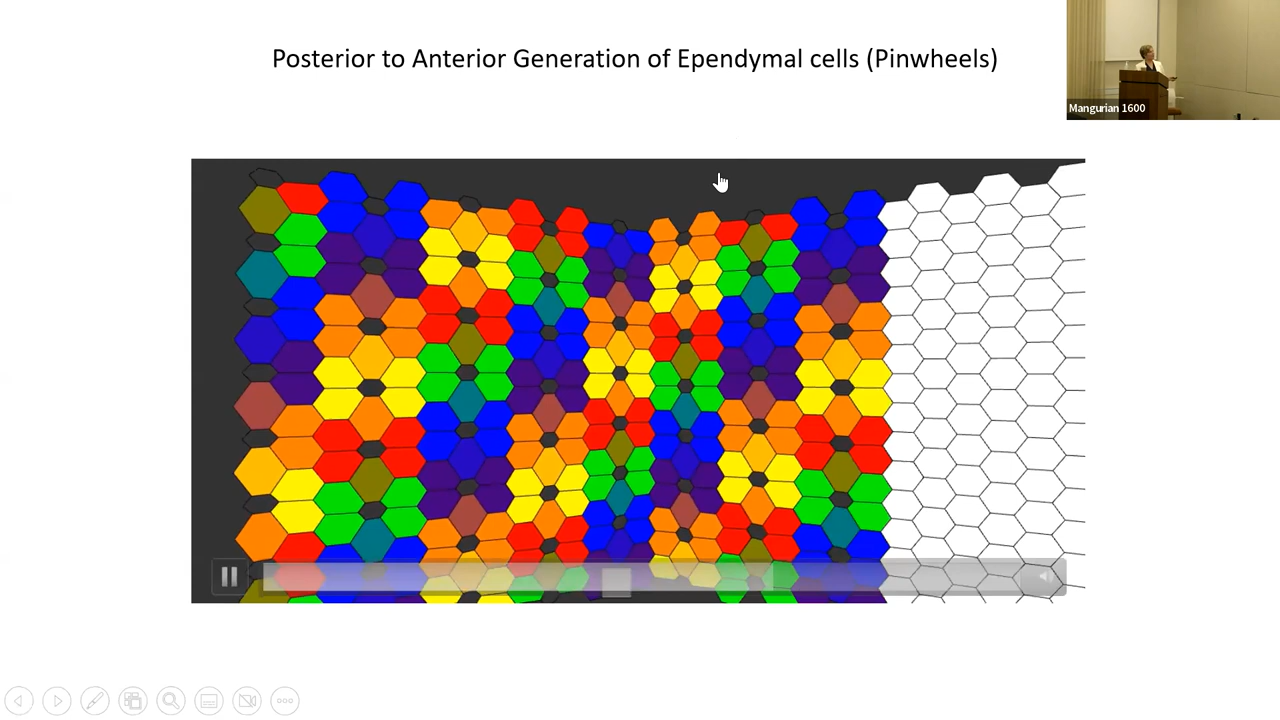 Posterior to Anterior Generation of Ependymal cells (Pinwheels)
Mangurian 1600